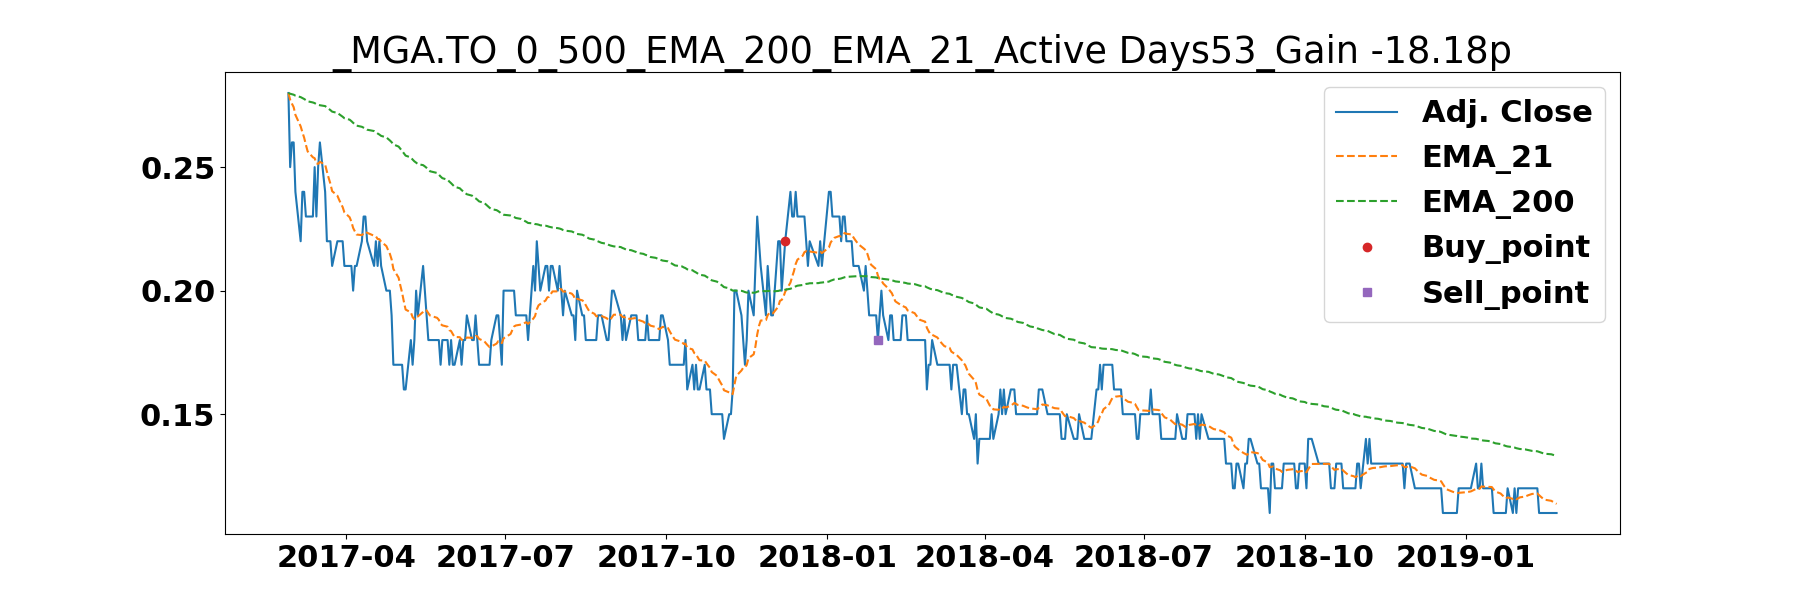 _MGA.TO_0_500_EMA_200_EMA_21_Active Days53_Gain -18.18p
Adj. Close
EMA_21
EMA_200
Buy_point
Sell_point
0.25
0.20
0.15
2017-04 2017-07 2017-10 2018-01 2018-04 2018-07 2018-10 2019-01